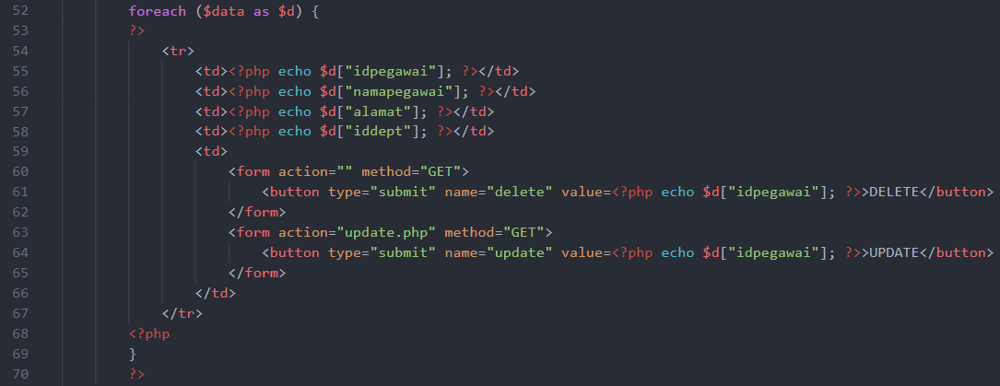 52 foreach ($data as $d) {
53 ?>
54 <tr>
55 <td><?php echo $d["idpegawai"]; ?></td>
56 <td><?php echo $d["namapegawai"]; ?></td>
57 <td><?php echo $d["alamat"]; ?></td>
58 <td><?php echo $d["iddept"]; ?></td>
59 <td>
60 <form action="" method="GET">
61 <button type="submit" name="delete" value=<?php echo $d["idpegawai"]; ?>>DELETE</button>
62 </form>
63 <form action="update.php" method="GET">
64 <button type="submit" name="update" value=<?php echo $d["idpegawai"]; ?>>UPDATE</button>
65 </form>
66 </td>
67 </tr>
68 <?php
69 }
70 ?>